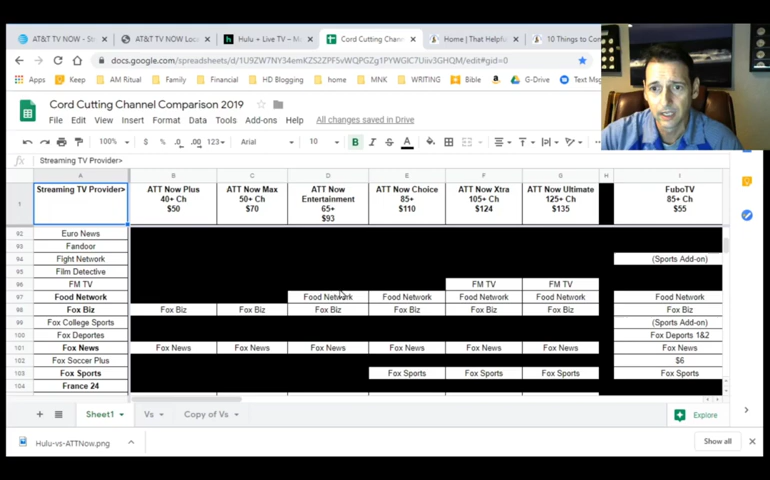 AT&T TV NOW - St
AT&T TV NOW Loc
Hulu + Live TV – M
Cord Cutting Chann
Home | That Helpful
10 Things to Con
docs.google.com/spreadsheets/d/1U9ZW7NY34emKZS2ZPF5vWQPGZg1PYWGlC7Uiiv3GHQM/edit#gid=0
Apps Keep AM Ritual Family Financial HD Blogging home MNK WRITING Bible G-Drive Text Msg
Cord Cutting Channel Comparison 2019
File Edit View Insert Format Data Tools Add-ons Help All changes saved in Drive
100% $ % .0 .00 123 Arial 10 B I S A
fx Streaming TV Provider>
A B C D E F G H I
1 Streaming TV Provider> ATT Now Plus 40+ Ch $50 ATT Now Max 50+ Ch $70 ATT Now Entertainment 65+ $93 ATT Now Choice 85+ $110 ATT Now Xtra 105+ Ch $124 ATT Now Ultimate 125+ Ch $135 FuboTV 85+ Ch $55
92 Euro News
93 Fandoor
94 Fight Network (Sports Add-on)
95 Film Detective
96 FM TV FM TV FM TV
97 Food Network Food Network Food Network Food Network Food Network Food Network
98 Fox Biz Fox Biz Fox Biz Fox Biz Fox Biz Fox Biz Fox Biz Fox Biz
99 Fox College Sports (Sports Add-on)
100 Fox Deportes Fox Deports 1&2
101 Fox News Fox News Fox News Fox News Fox News Fox News Fox News Fox News
102 Fox Soccer Plus $6
103 Fox Sports Fox Sports Fox Sports Fox Sports Fox Sports
104 France 24
Sheet1 Vs Copy of Vs Explore
Hulu-vs-ATTNow.png Show all